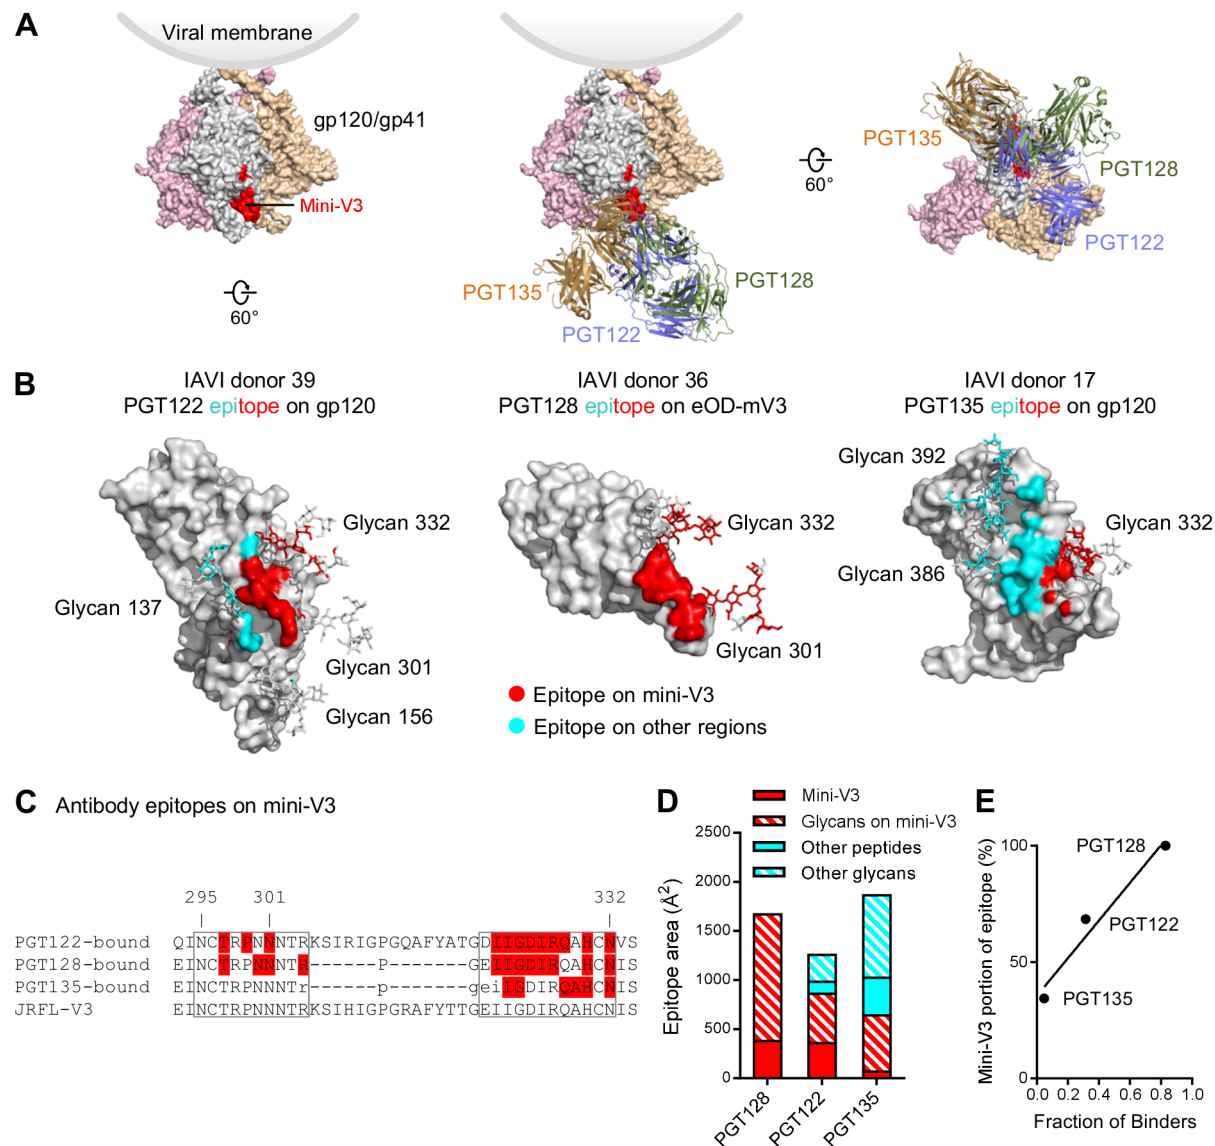 A
Viral membrane
gp120/gp41
Mini-V3
60°
PGT135
PGT122
PGT128
60°
PGT135
PGT128
PGT122
B
IAVI donor 39
PGT122 epitope on gp120
Glycan 332
Glycan 137
Glycan 301
Glycan 156
IAVI donor 36
PGT128 epitope on eOD-mV3
Glycan 332
Glycan 301
Epitope on mini-V3
Epitope on other regions
IAVI donor 17
PGT135 epitope on gp120
Glycan 392
Glycan 332
Glycan 386
C Antibody epitopes on mini-V3
295 301 332
PGT122-bound QINCTRPNNNTRKSIRIGPGQAFYATGDIIGDIRQAHCNVS
PGT128-bound EINCTRPNNNTR------P-------GEIIGDIRQAHCNIS
PGT135-bound EINCTRPNNNTr------p-------geiIGDIRQAHCNIS
JRFL-V3 EINCTRPNNNTRKSIHIGPGRAFYTTGEIIGDIRQAHCNIS
D
Mini-V3
Glycans on mini-V3
Other peptides
Other glycans
Epitope area (Å2)
2500
2000
1500
1000
500
0
PGT128
PGT122
PGT135
E
Mini-V3 portion of epitope (%)
100
50
0
PGT128
PGT122
PGT135
0.0 0.2 0.4 0.6 0.8 1.0
Fraction of Binders